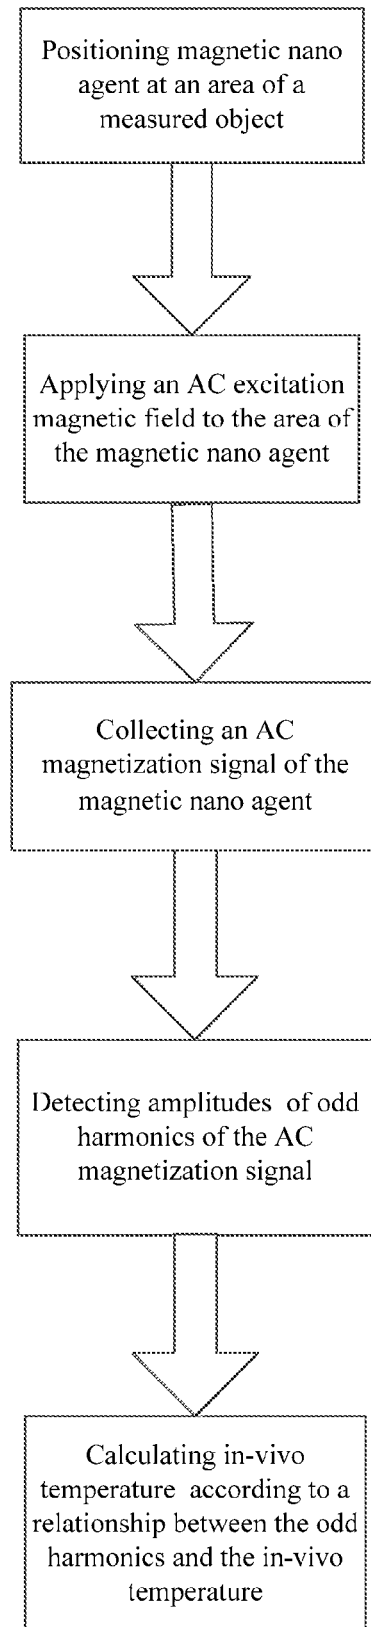 Positioning magnetic nano
agent at an area of a
measured object
Applying an AC excitation
magnetic field to the area of
the magnetic nano agent
Collecting an AC
magnetization signal of the
magnetic nano agent
Detecting amplitudes of odd
harmonics of the AC
magnetization signal
Calculating in-vivo
temperature according to a
relationship between the odd
harmonics and the in-vivo
temperature